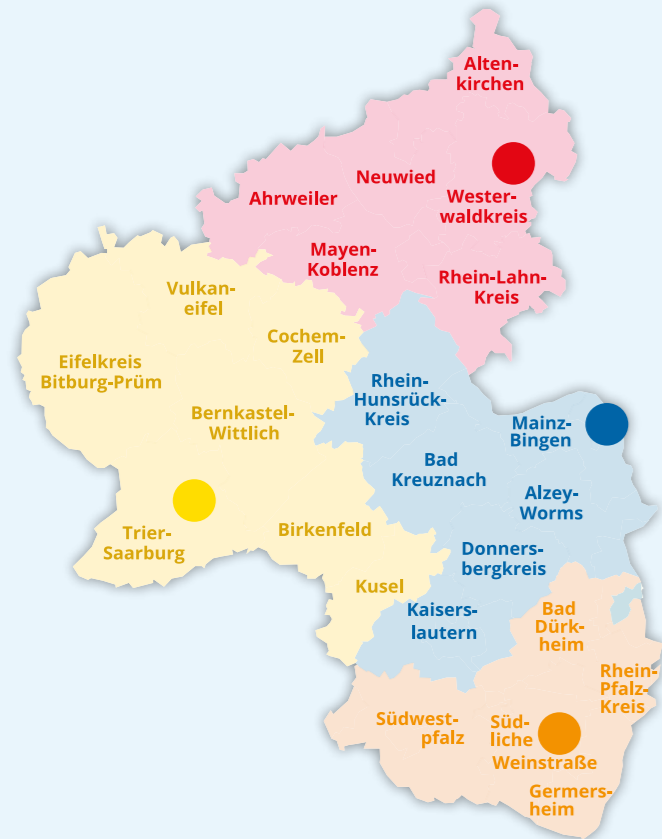 Alten-
kirchen
Neuwied
Ahrweiler
Wester-
waldkreis
Mayen-
Koblenz
Rhein-Lahn-
Kreis
Vulkan-
eifel
Cochem-
Zell
Eifelkreis
Bitburg-Prüm
Bernkastel-
Wittlich
Rhein-
Hunsrück-
Kreis
Mainz-
Bingen
Bad
Kreuznach
Alzey-
Worms
Trier-
Saarburg
Birkenfeld
Donners-
bergkreis
Kusel
Kaisers-
lautern
Bad
Dürk-
heim
Rhein-
Pfalz-
Kreis
Südwest-
pfalz
Süd-
liche
Weinstraße
Germers-
heim